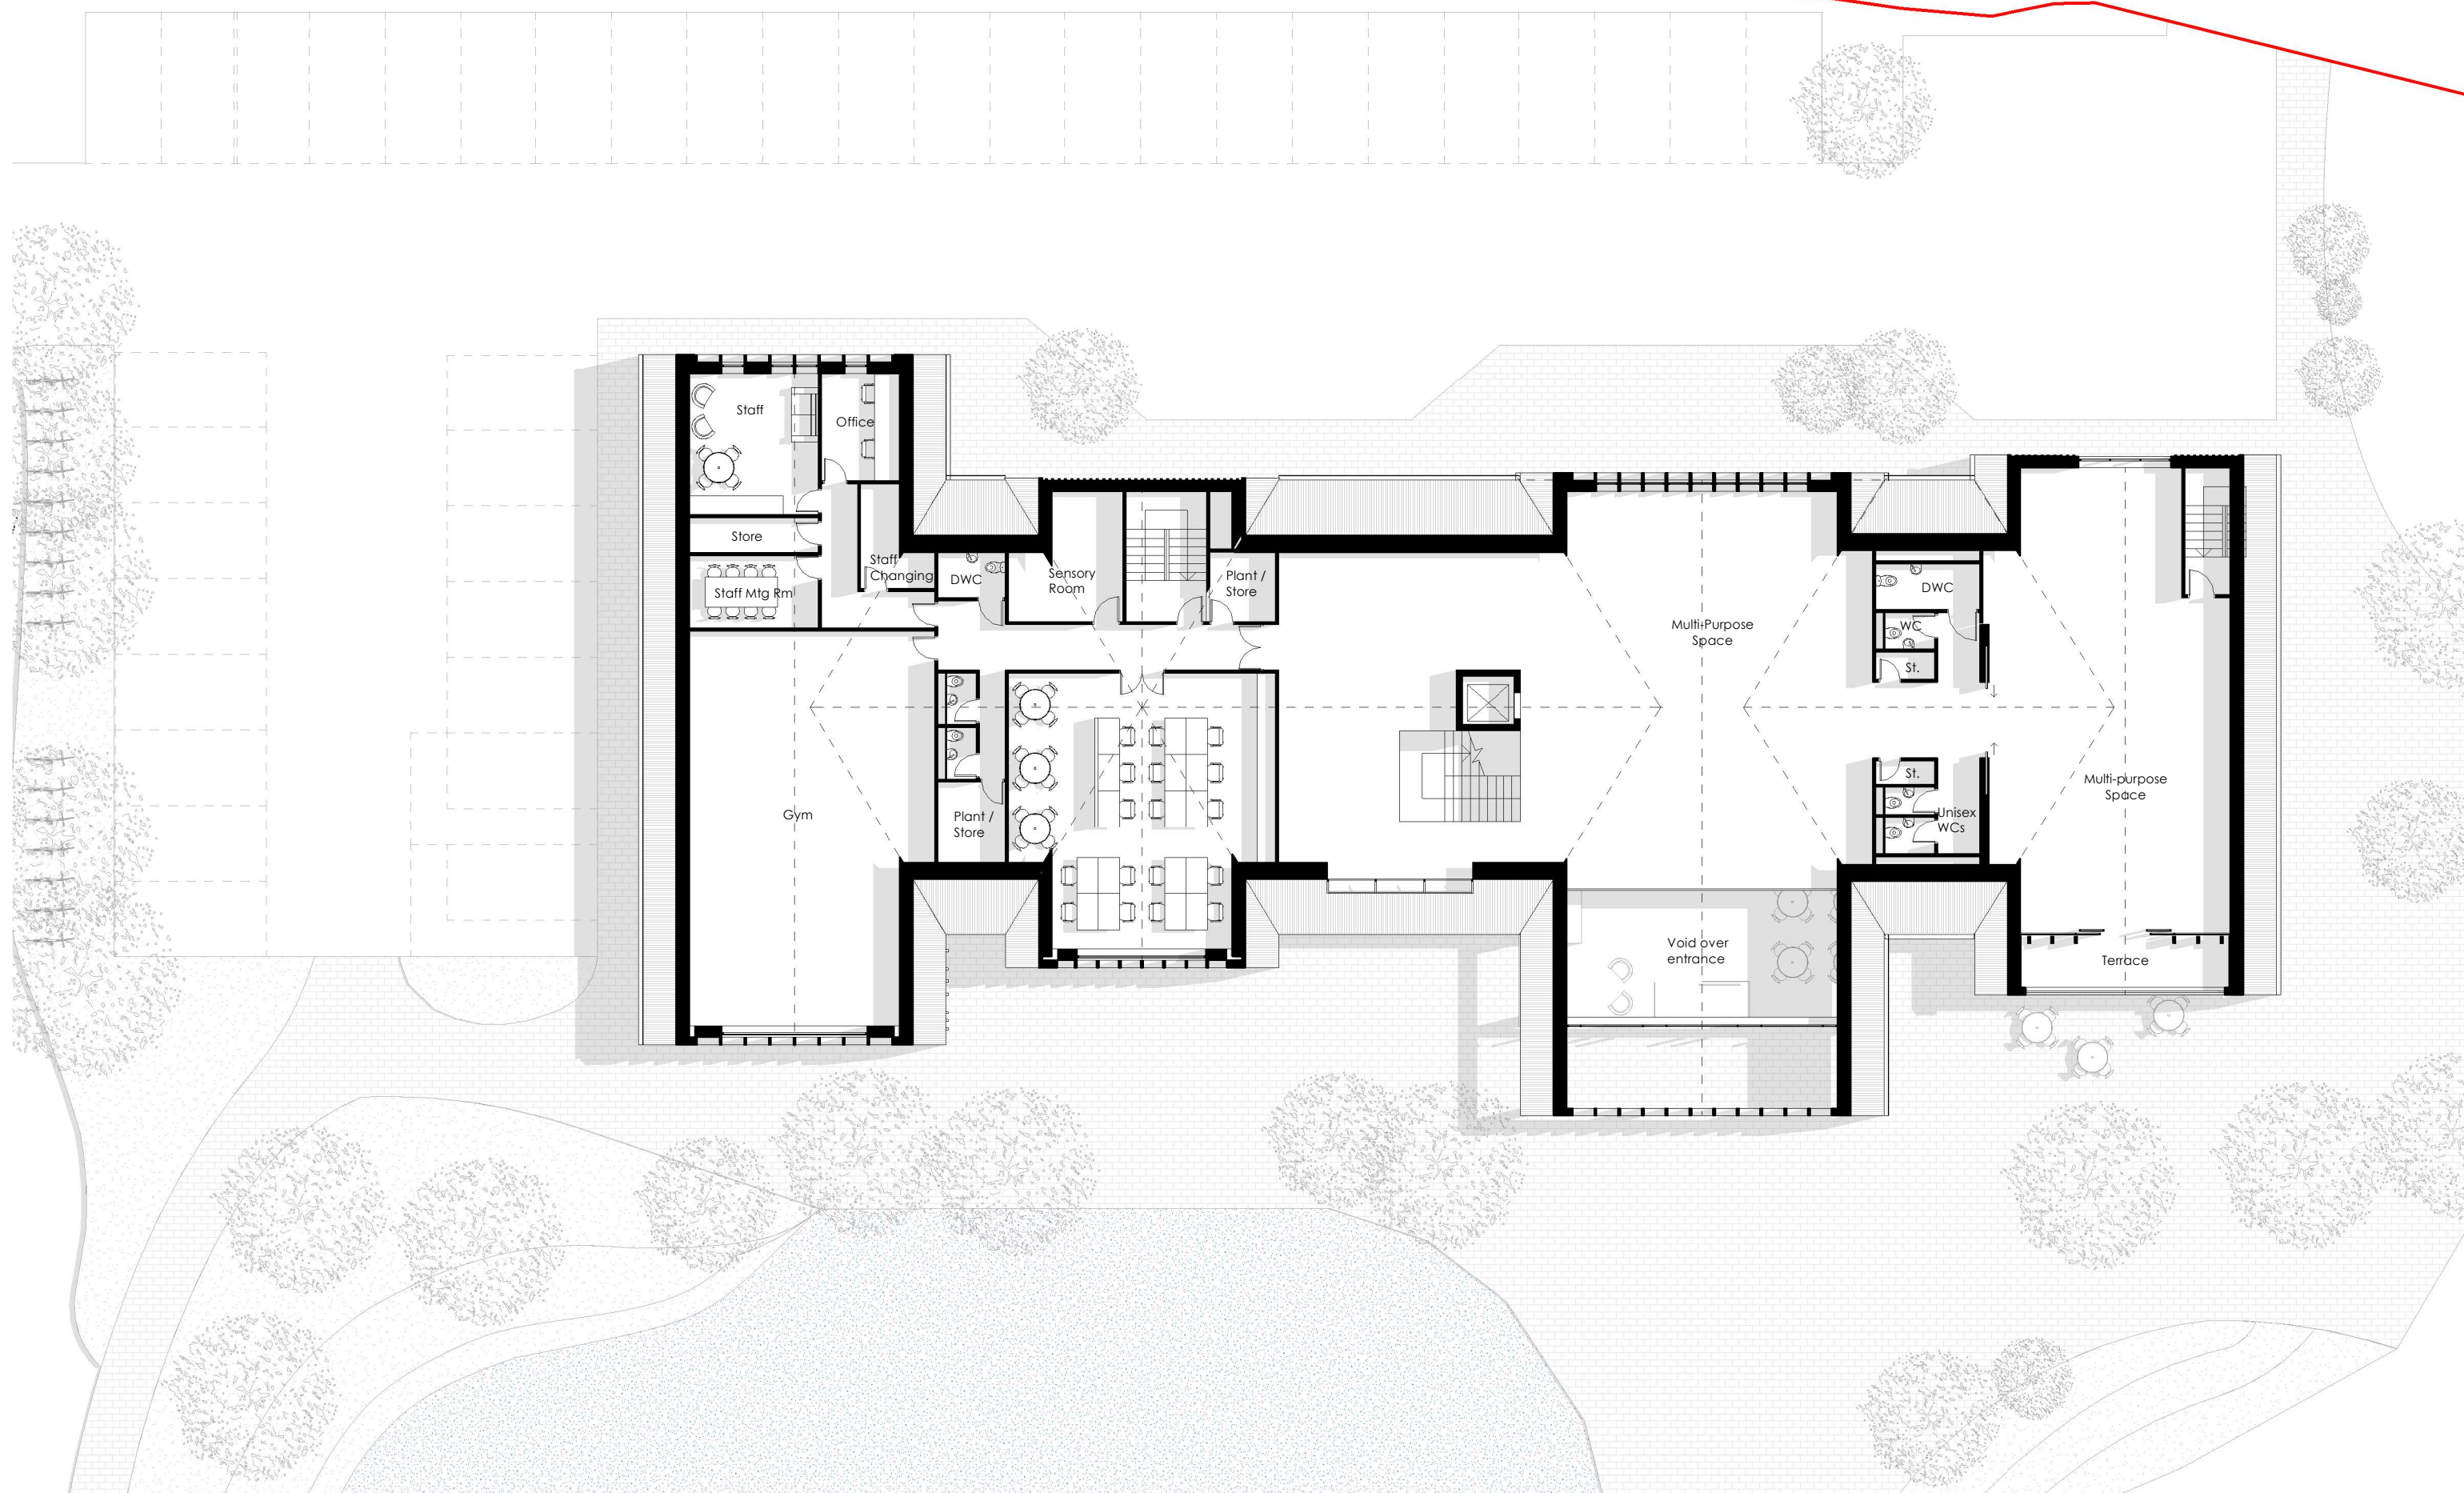 Staff
Office
Store
Staff
Changing
DWC
Sensory
Room
Plant /
Store
Staff Mtg Rm
Multi-Purpose
Space
DWC
WC
St.
Gym
Plant /
Store
St.
Unisex
WCs
Multi-purpose
Space
Void over
entrance
Terrace